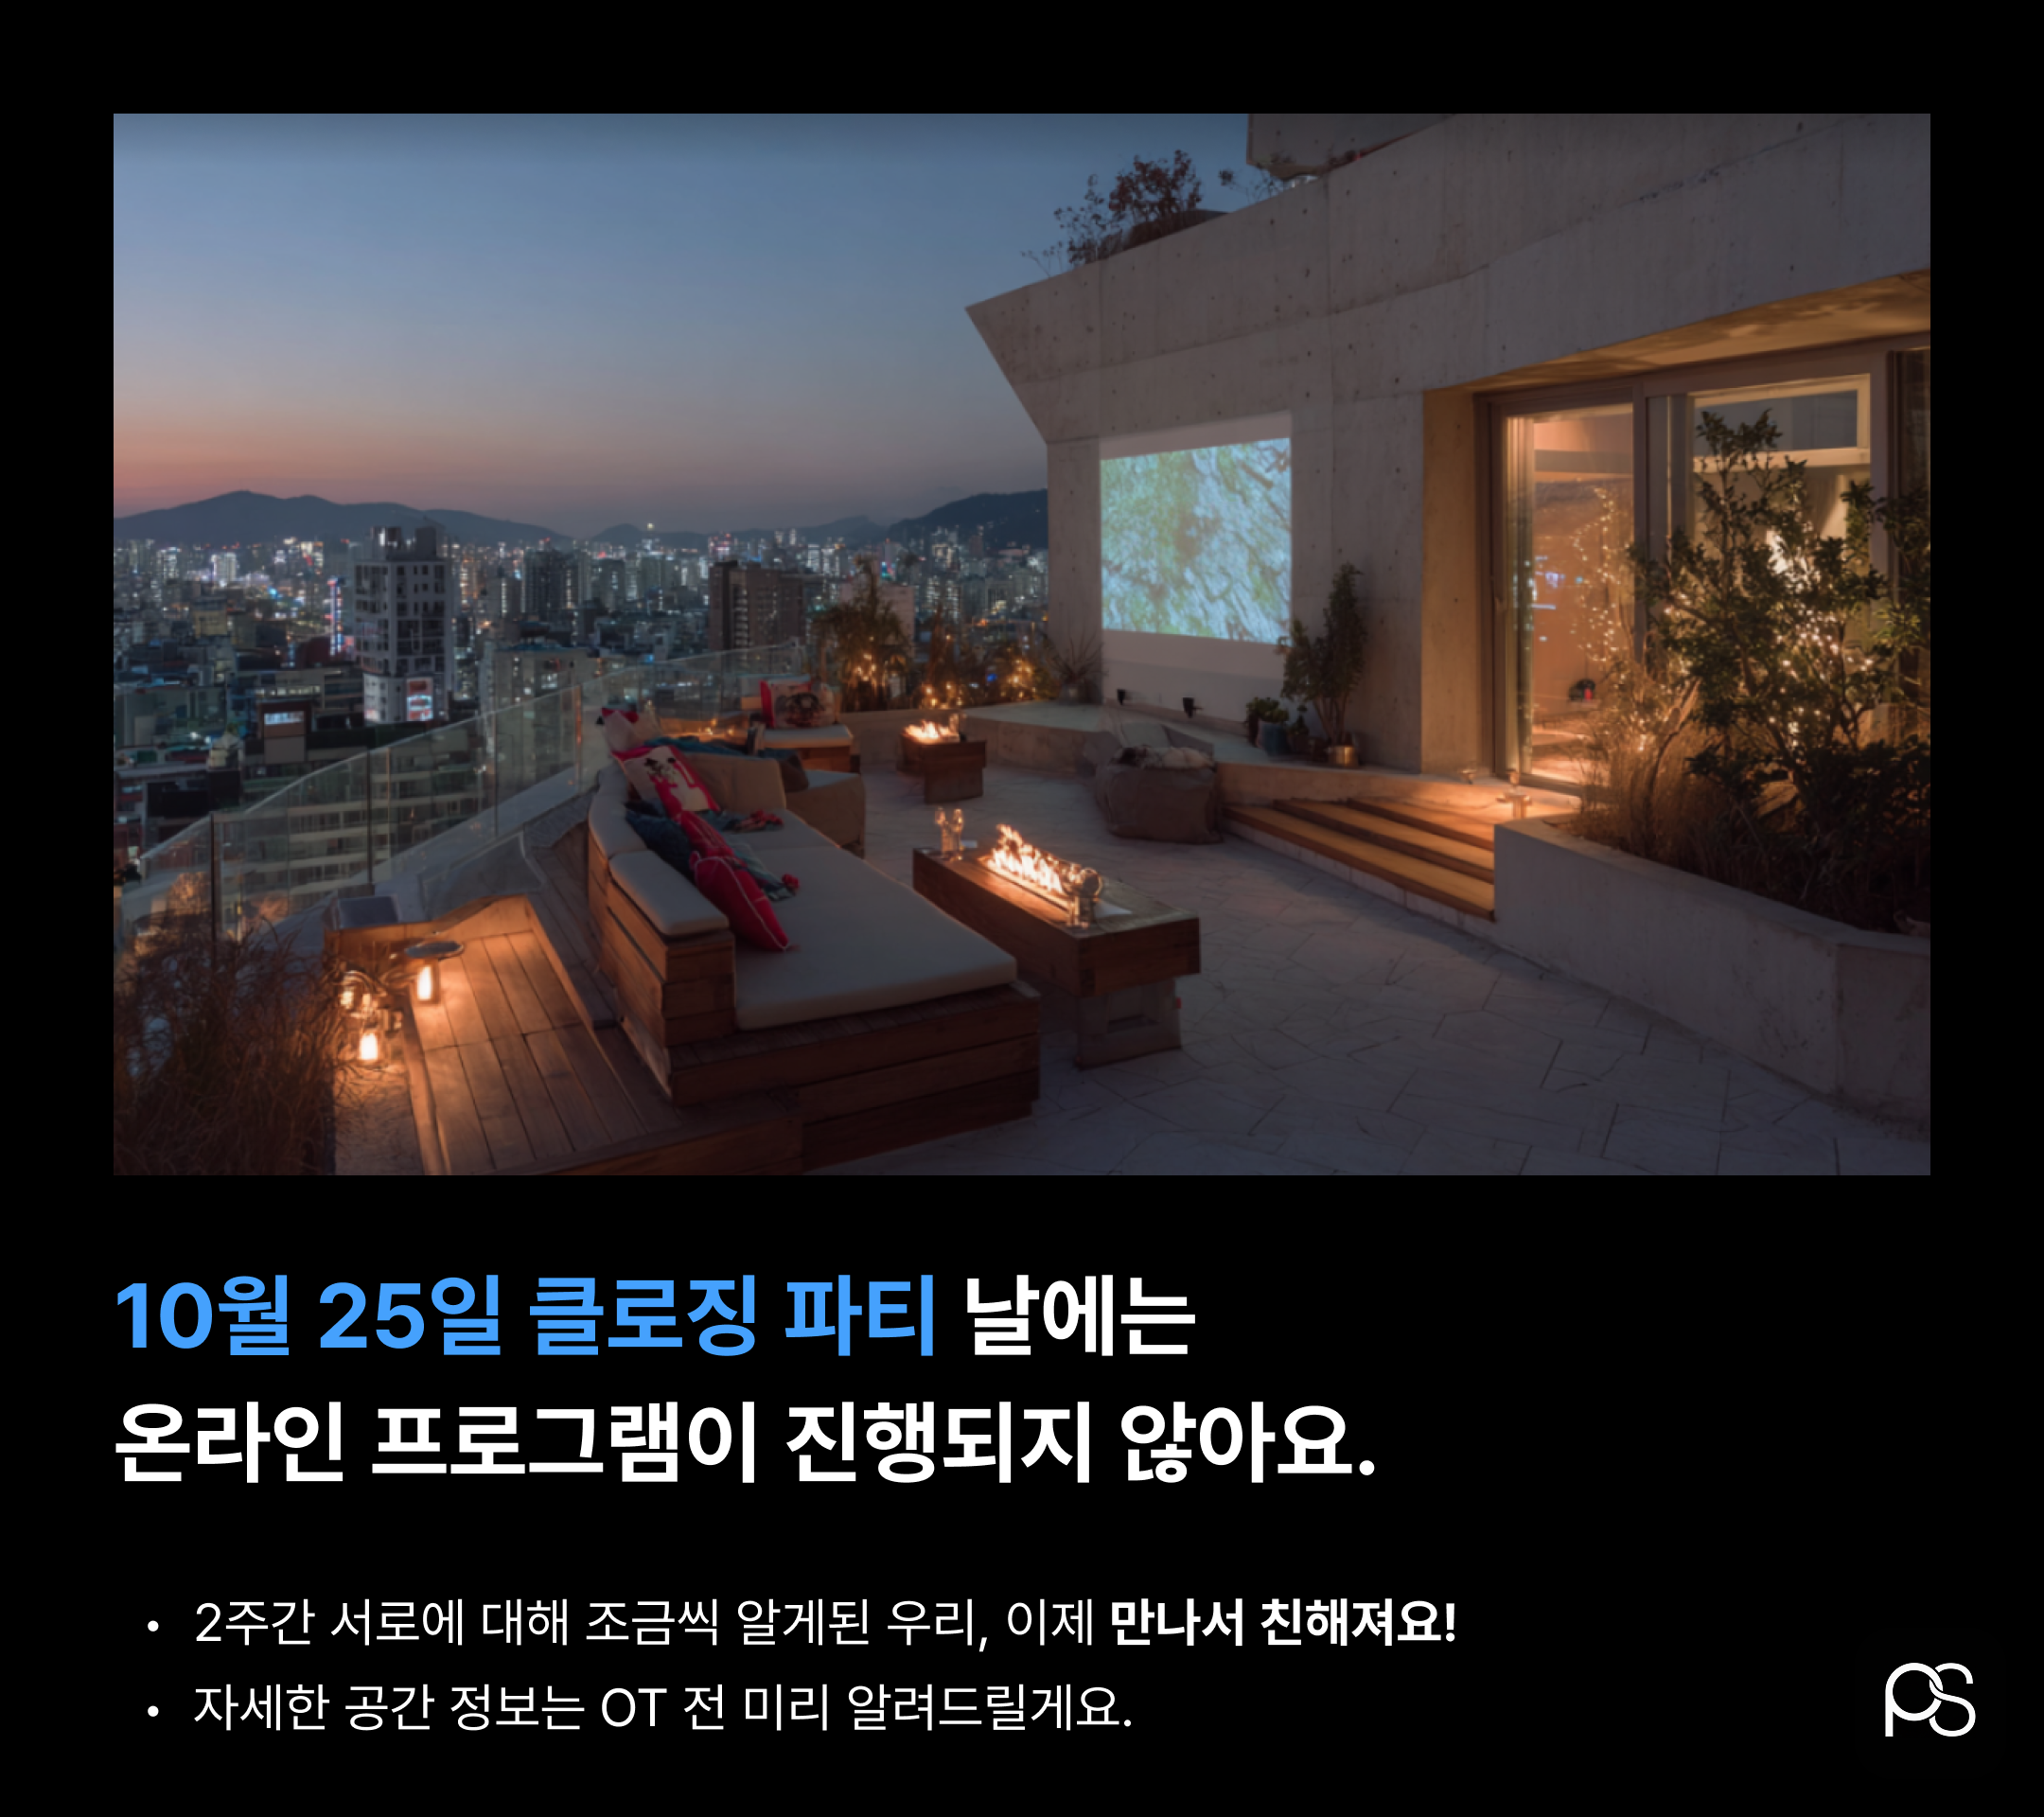 10월 25일 클로징 파티 날에는
온라인 프로그램이 진행되지 않아요.
• 2주간 서로에 대해 조금씩 알게된 우리, 이제 만나서 친해져요!
• 자세한 공간 정보는 OT 전 미리 알려드릴게요.
PS